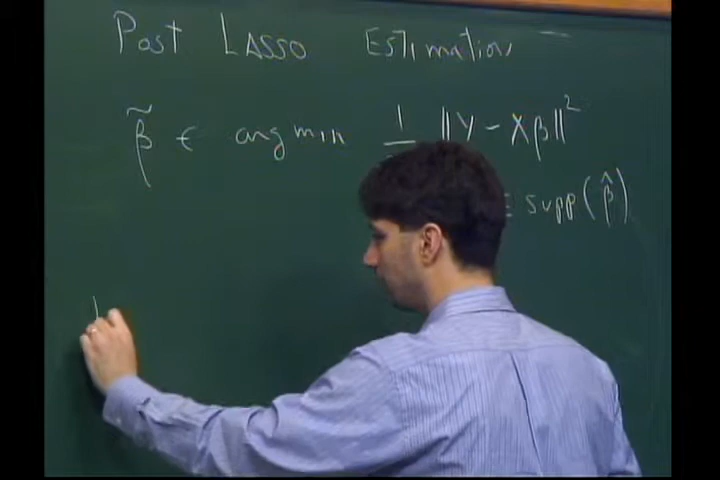 Post LASSO Estimation
β̃ ∈ argmin 1 ‖Y - Xβ‖²
supp(β̂)